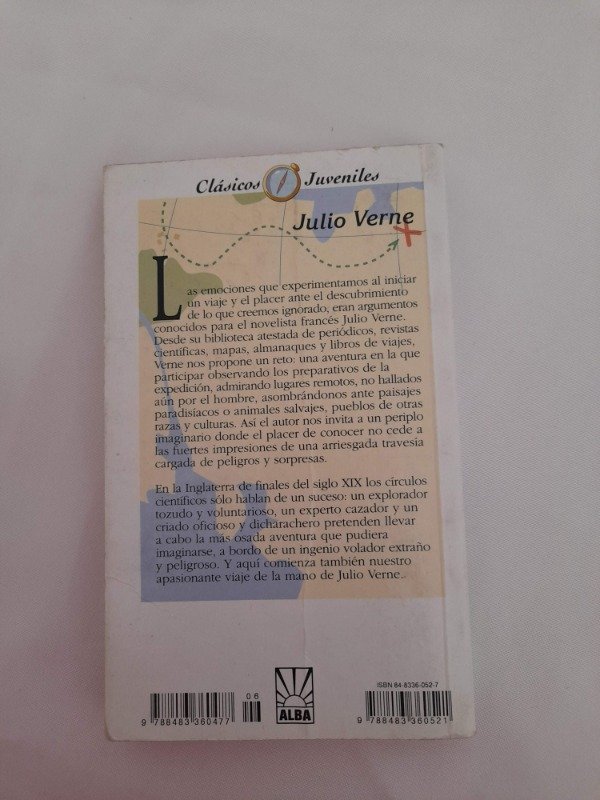 Clásicos Juveniles
Julio Verne
Las emociones que experimentamos al iniciar
un viaje y el placer ante el descubrimiento
de lo que creemos ignorado, eran argumentos
conocidos para el novelista francés Julio Verne.
Desde su biblioteca atestada de periódicos, revistas
científicas, mapas, almanaques y libros de viajes,
Verne nos propone un reto: una aventura en la que
participar observando los preparativos de la
expedición, admirando lugares remotos, no hallados
aún por el hombre, asombrándonos ante paisajes
paradisíacos o animales salvajes, pueblos de otras
razas y culturas. Así el autor nos invita a un periplo
imaginario donde el placer de conocer no cede a
las fuertes impresiones de una arriesgada travesía
cargada de peligros y sorpresas.
En la Inglaterra de finales del siglo XIX los círculos
científicos sólo hablan de un suceso: un explorador
tozudo y voluntarioso, un experto cazador y un
criado oficioso y dicharachero pretenden llevar
a cabo la más osada aventura que pudiera
imaginarse, a bordo de un ingenio volador extraño
y peligroso. Y aquí comienza también nuestro
apasionante viaje de la mano de Julio Verne..
ISBN 84-8336-052-7
06
9 788483 360477
ALBA
9 788483 360521